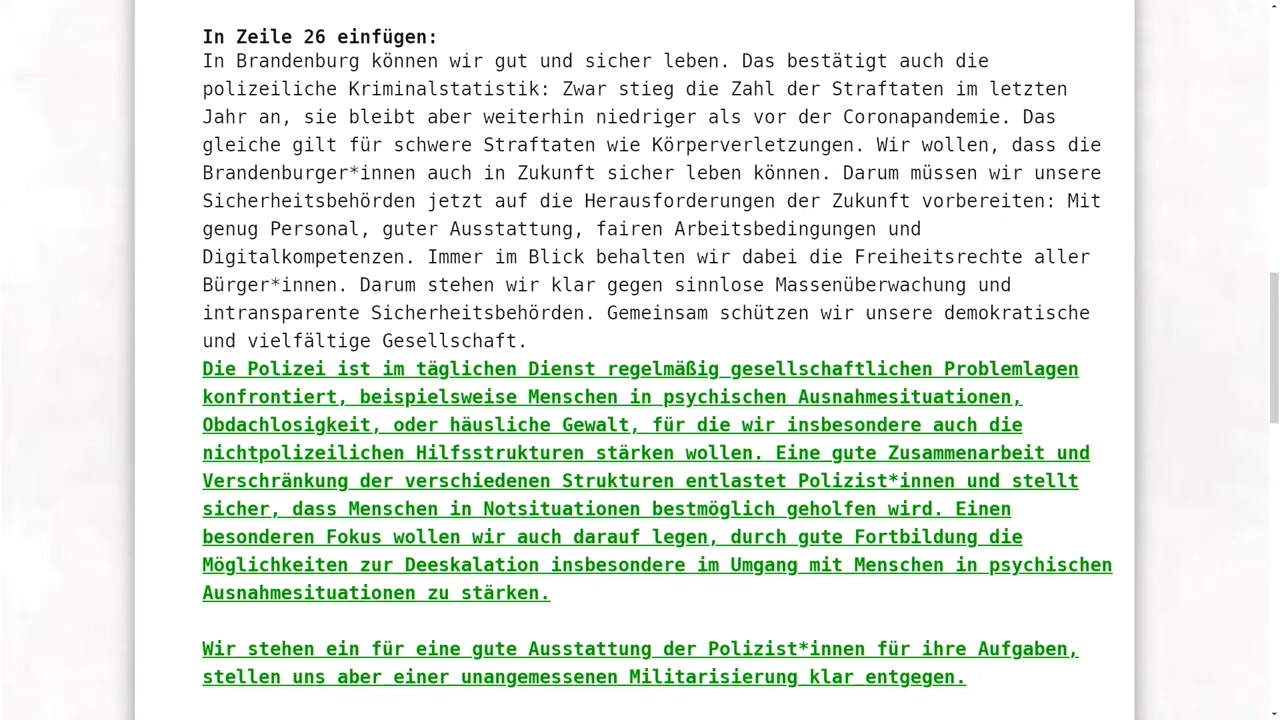 In Zeile 26 einfügen:
In Brandenburg können wir gut und sicher leben. Das bestätigt auch die
polizeiliche Kriminalstatistik: Zwar stieg die Zahl der Straftaten im letzten
Jahr an, sie bleibt aber weiterhin niedriger als vor der Coronapandemie. Das
gleiche gilt für schwere Straftaten wie Körperverletzungen. Wir wollen, dass die
Brandenburger*innen auch in Zukunft sicher leben können. Darum müssen wir unsere
Sicherheitsbehörden jetzt auf die Herausforderungen der Zukunft vorbereiten: Mit
genug Personal, guter Ausstattung, fairen Arbeitsbedingungen und
Digitalkompetenzen. Immer im Blick behalten wir dabei die Freiheitsrechte aller
Bürger*innen. Darum stehen wir klar gegen sinnlose Massenüberwachung und
intransparente Sicherheitsbehörden. Gemeinsam schützen wir unsere demokratische
und vielfältige Gesellschaft.
Die Polizei ist im täglichen Dienst regelmäßig gesellschaftlichen Problemlagen
konfrontiert, beispielsweise Menschen in psychischen Ausnahmesituationen,
Obdachlosigkeit, oder häusliche Gewalt, für die wir insbesondere auch die
nichtpolizeilichen Hilfsstrukturen stärken wollen. Eine gute Zusammenarbeit und
Verschränkung der verschiedenen Strukturen entlastet Polizist*innen und stellt
sicher, dass Menschen in Notsituationen bestmöglich geholfen wird. Einen
besonderen Fokus wollen wir auch darauf legen, durch gute Fortbildung die
Möglichkeiten zur Deeskalation insbesondere im Umgang mit Menschen in psychischen
Ausnahmesituationen zu stärken.
Wir stehen ein für eine gute Ausstattung der Polizist*innen für ihre Aufgaben,
stellen uns aber einer unangemessenen Militarisierung klar entgegen.